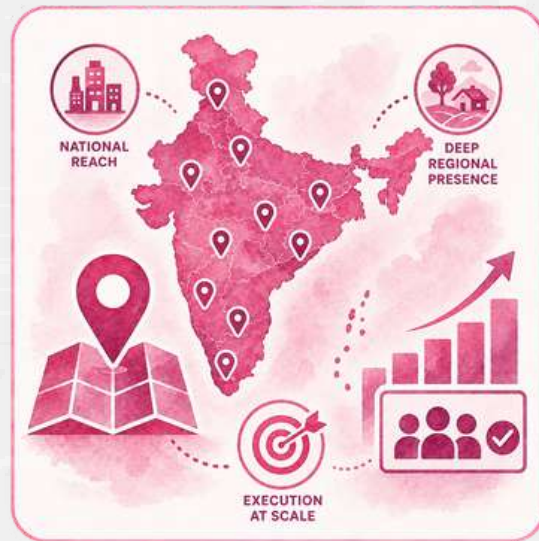 NATIONAL
REACH
DEEP
REGIONAL
PRESENCE
EXECUTION
AT SCALE